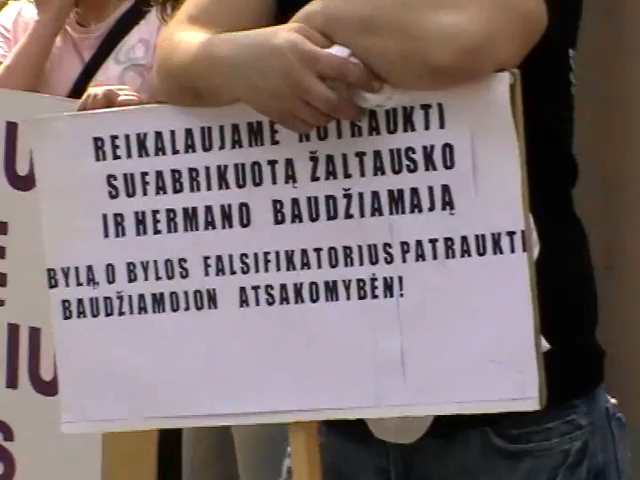 REIKALAUJAME NUTRAUKTI
SUFABRIKUOTĄ ŽALTAUSKO
IR HERMANO BAUDŽIAMĄJĄ
BYLĄ, O BYLOS FALSIFIKATORIUS PATRAUKTI
BAUDŽIAMOJON ATSAKOMYBĖN!